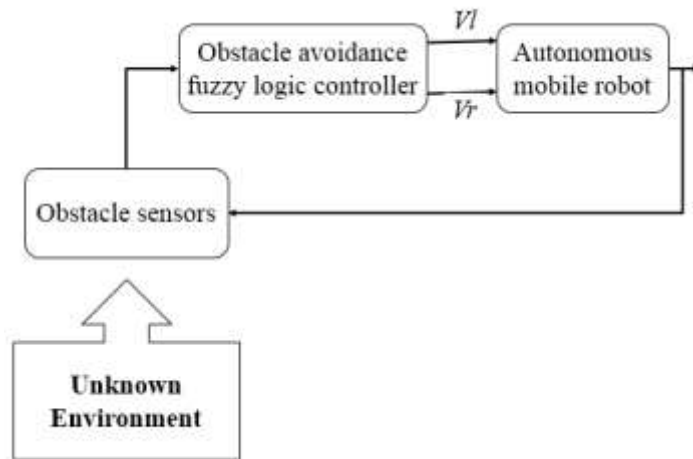 Vl
Obstacle avoidance
fuzzy logic controller
Autonomous
mobile robot
Vr
Obstacle sensors
Unknown
Environment